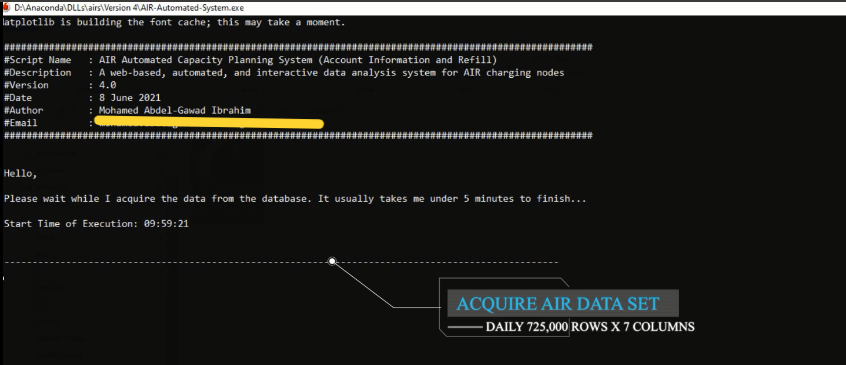 D:\Anaconda\DLLs\airs\Version 4\AIR-Automated-System.exe
atplotlib is building the font cache; this may take a moment.
#########################################################################################################
#Script Name : AIR Automated Capacity Planning System (Account Information and Refill)
#Description : A web-based, automated, and interactive data analysis system for AIR charging nodes
#Version : 4.0
#Date : 8 June 2021
#Author : Mohamed Abdel-Gawad Ibrahim
#Email :
#########################################################################################################
Hello,
Please wait while I acquire the data from the database. It usually takes me under 5 minutes to finish...
Start Time of Execution: 09:59:21
---------------------------------------------------------------------------------------------------
ACQUIRE AIR DATA SET
DAILY 725,000 ROWS X 7 COLUMNS